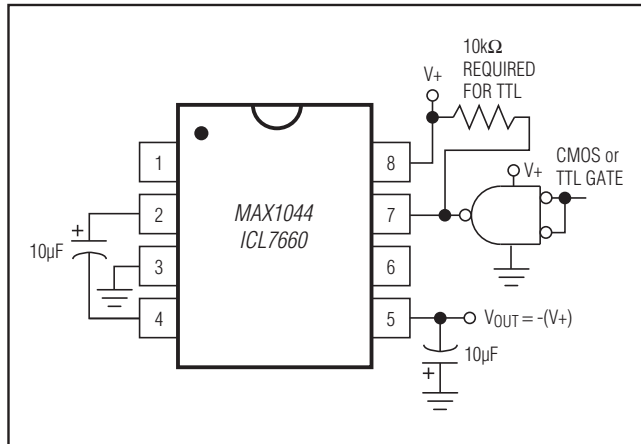 10kΩ
REQUIRED
FOR TTL
V+
CMOS or
TTL GATE
V+
1
2
3
4
8
7
6
5
MAX1044
ICL7660
+
10µF
VOUT = -(V+)
10µF
+